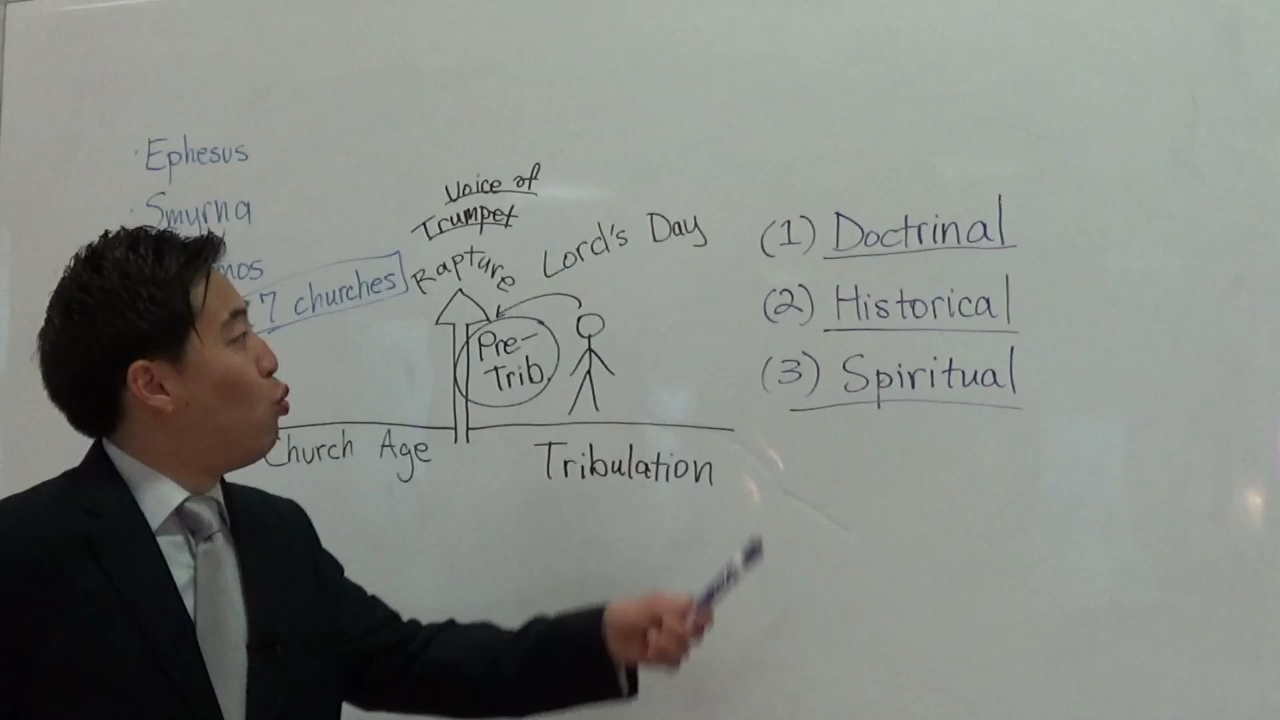 Ephesus
Smyrna
mos
7 churches
Voice of
Trumpet
Rapture
Lord's Day
Pre-
Trib
Church Age
Tribulation
(1) Doctrinal
(2) Historical
(3) Spiritual